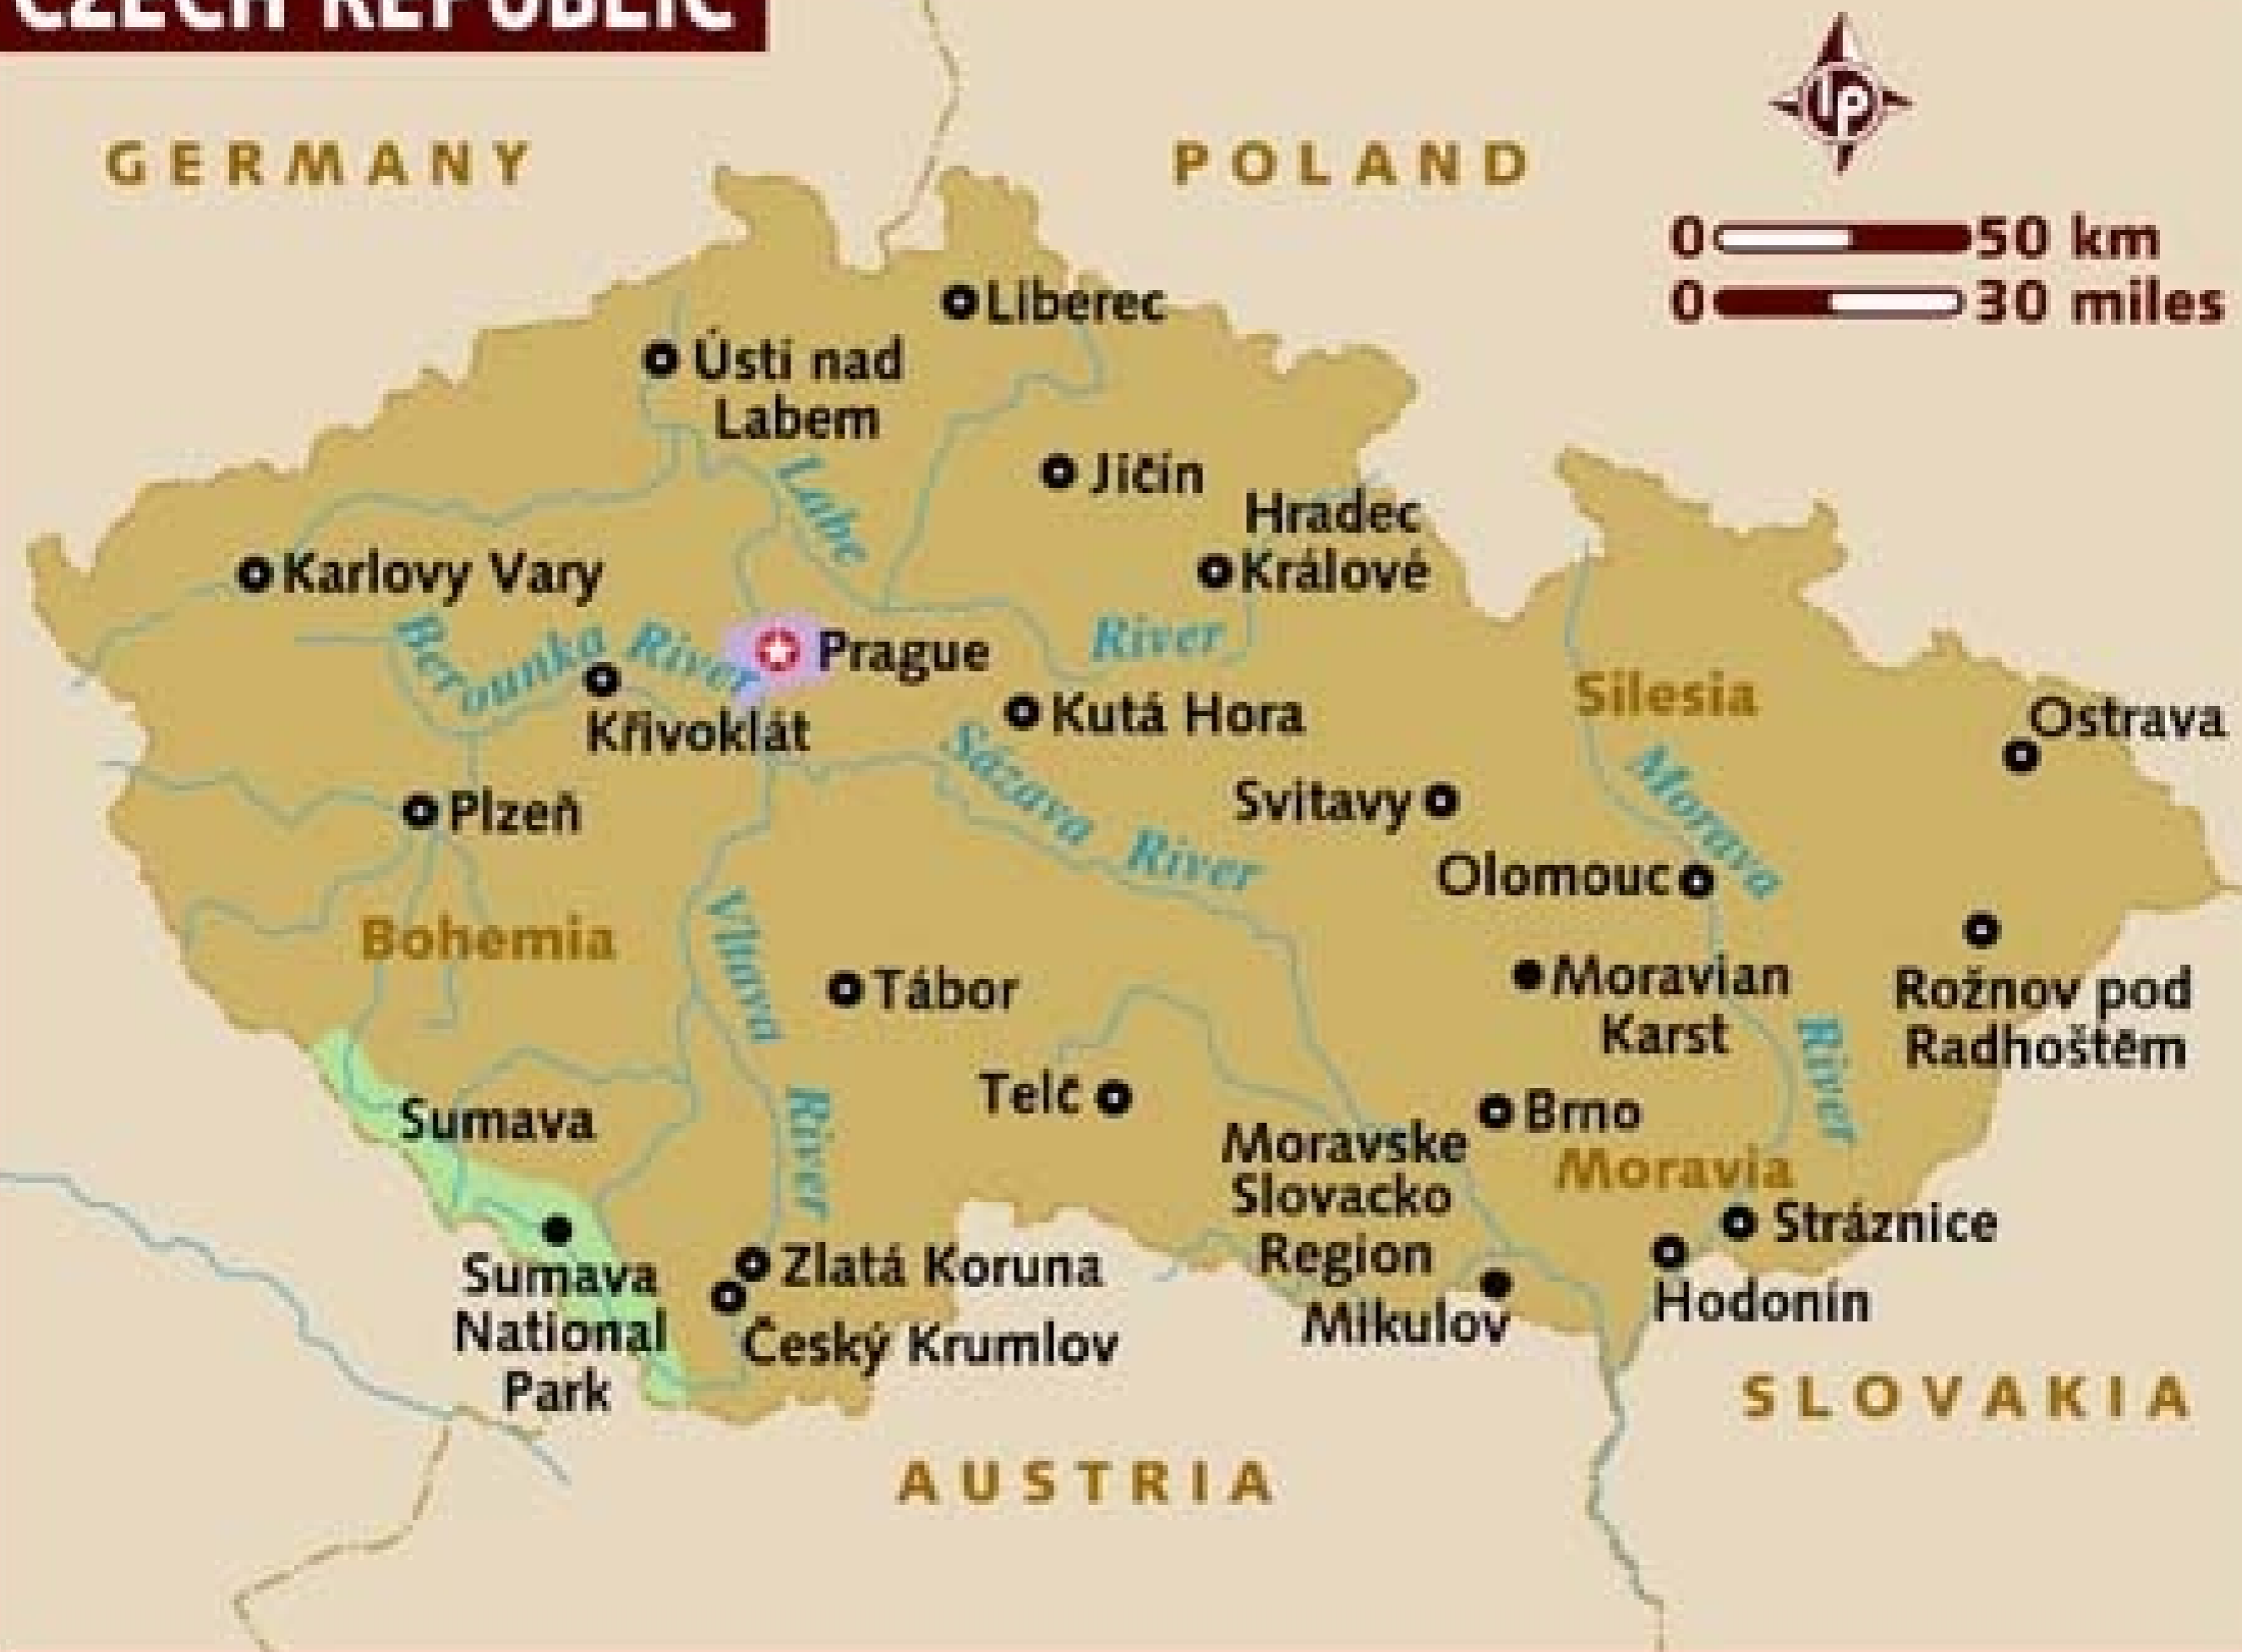 CZECH REPUBLIC
GERMANY
POLAND
LP
0 50 km
0 30 miles
Liberec
Ústi nad
Labem
Labe
Jičín
Hradec
Králové
Karlovy Vary
Berounka River
River
Prague
Křivoklát
Kutá Hora
Silesia
Ostrava
Sázava River
Morava
Svitavy
Plzeň
Olomouc
Bohemia
Vltava
Tábor
Moravian
Karst
River
Rožnov pod
Radhoštěm
Telč
Sumava
River
Brno
Moravske
Slovacko
Region
Moravia
Stráznice
Sumava
National
Park
Zlatá Koruna
Český Krumlov
Mikulov
Hodonín
SLOVAKIA
AUSTRIA